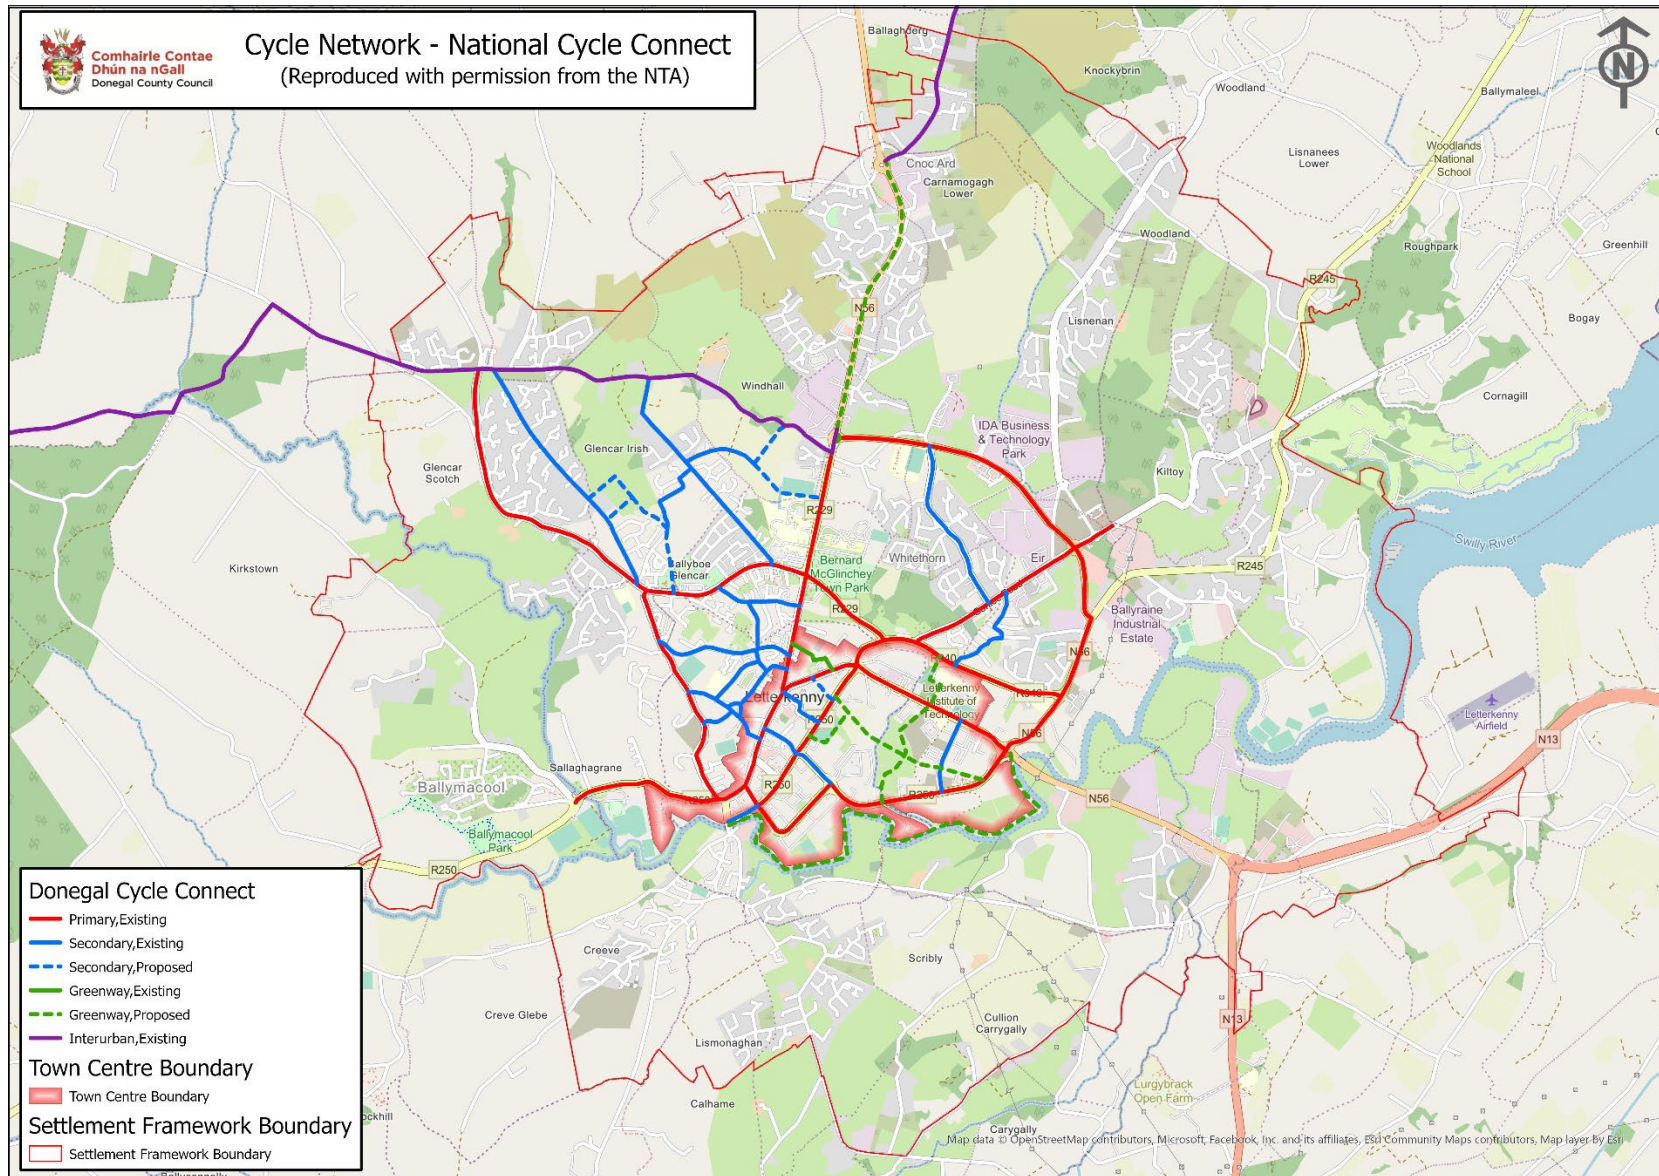 Comhairle Contae
Dhún na nGall
Donegal County Council
Cycle Network - National Cycle Connect
(Reproduced with permission from the NTA)
N
Ballaghderg
Knockybrin
Woodland
Ballymaleel
Lisnanees
Lower
Woodlands
National
School
Cnoc Ard
Carnamogagh
Lower
Woodland
Roughpark
Greenhill
R245
Bogay
N56
Lisnenan
Windhall
Cornagill
IDA Business
& Technology
Park
Glencar Irish
Glencar
Scotch
Kiltoy
R229
Swilly River
Whitethorn
Eir
Bernard
McGlinchey
Town Park
Kirkstown
Ballyboe
Glencar
R245
R229
Ballyraine
Industrial
Estate
N56
R940
Letterkenny
Letterkenny
Institute of
Technology
R940
R250
Letterkenny
Airfield
N56
N13
Sallaghagrane
Ballymacool
R250
R250
R250
N56
Ballymacool
Park
R250
Donegal Cycle Connect
Primary,Existing
Secondary,Existing
Secondary,Proposed
Greenway,Existing
Greenway,Proposed
Interurban,Existing
Town Centre Boundary
Town Centre Boundary
Settlement Framework Boundary
Settlement Framework Boundary
Creeve
Scribly
Creve Glebe
Cullion
Carrygally
N13
Lismonaghan
Lurgybrack
Open Farm
Calhame
Carygally
Map data © OpenStreetMap contributors, Microsoft, Facebook, Inc. and its affiliates, Esri Community Maps contributors, Map layer by Esri